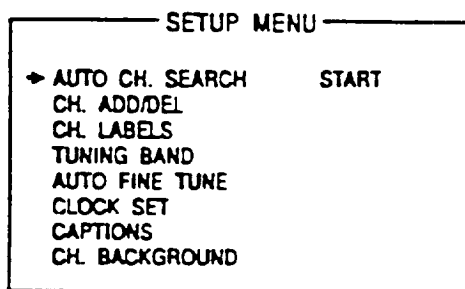 SETUP MENU
AUTO CH. SEARCH START
CH. ADD/DEL
CH. LABELS
TUNING BAND
AUTO FINE TUNE
CLOCK SET
CAPTIONS
CH. BACKGROUND